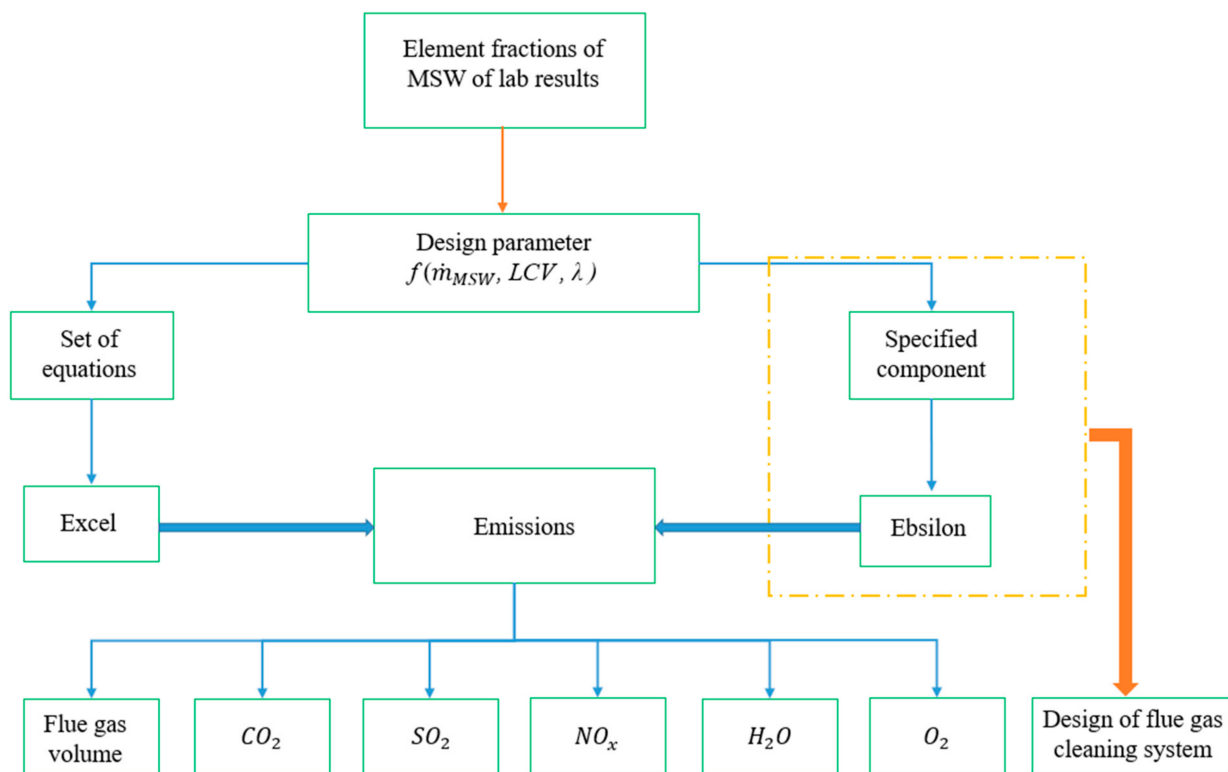 Element fractions of
MSW of lab results
Design parameter
f(ṁ_MSW, LCV, λ)
Set of
equations
Specified
component
Excel
Emissions
Ebsilon
Flue gas
volume
CO₂
SO₂
NOₓ
H₂O
O₂
Design of flue gas
cleaning system